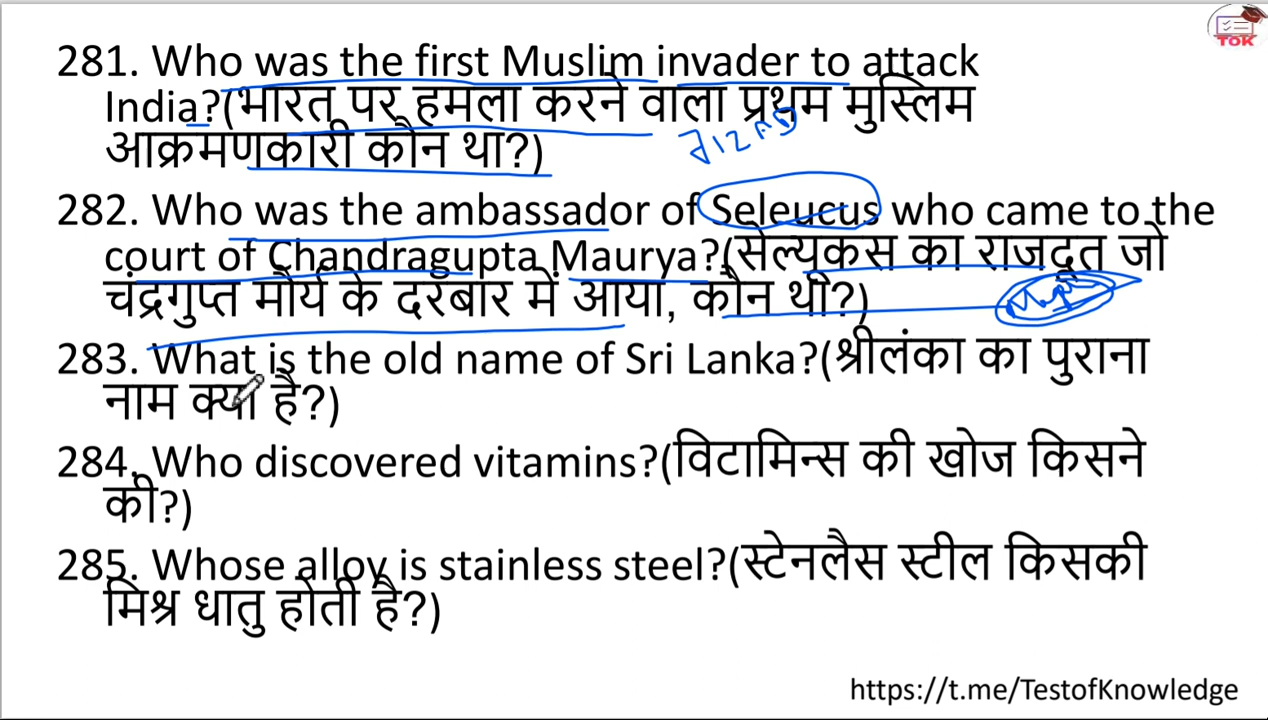 TOK
281. Who was the first Muslim invader to attack
India?(भारत पर हमला करने वाला प्रथम मुस्लिम
आक्रमणकारी कौन था?)
712 AD
282. Who was the ambassador of Seleucus who came to the
court of Chandragupta Maurya?(सेल्यूकस का राजदूत जो
चंद्रगुप्त मौर्य के दरबार में आया, कौन था?)
283. What is the old name of Sri Lanka?(श्रीलंका का पुराना
नाम क्या है?)
284. Who discovered vitamins?(विटामिन्स की खोज किसने
की?)
285. Whose alloy is stainless steel?(स्टेनलैस स्टील किसकी
मिश्र धातु होती है?)
https://t.me/TestofKnowledge